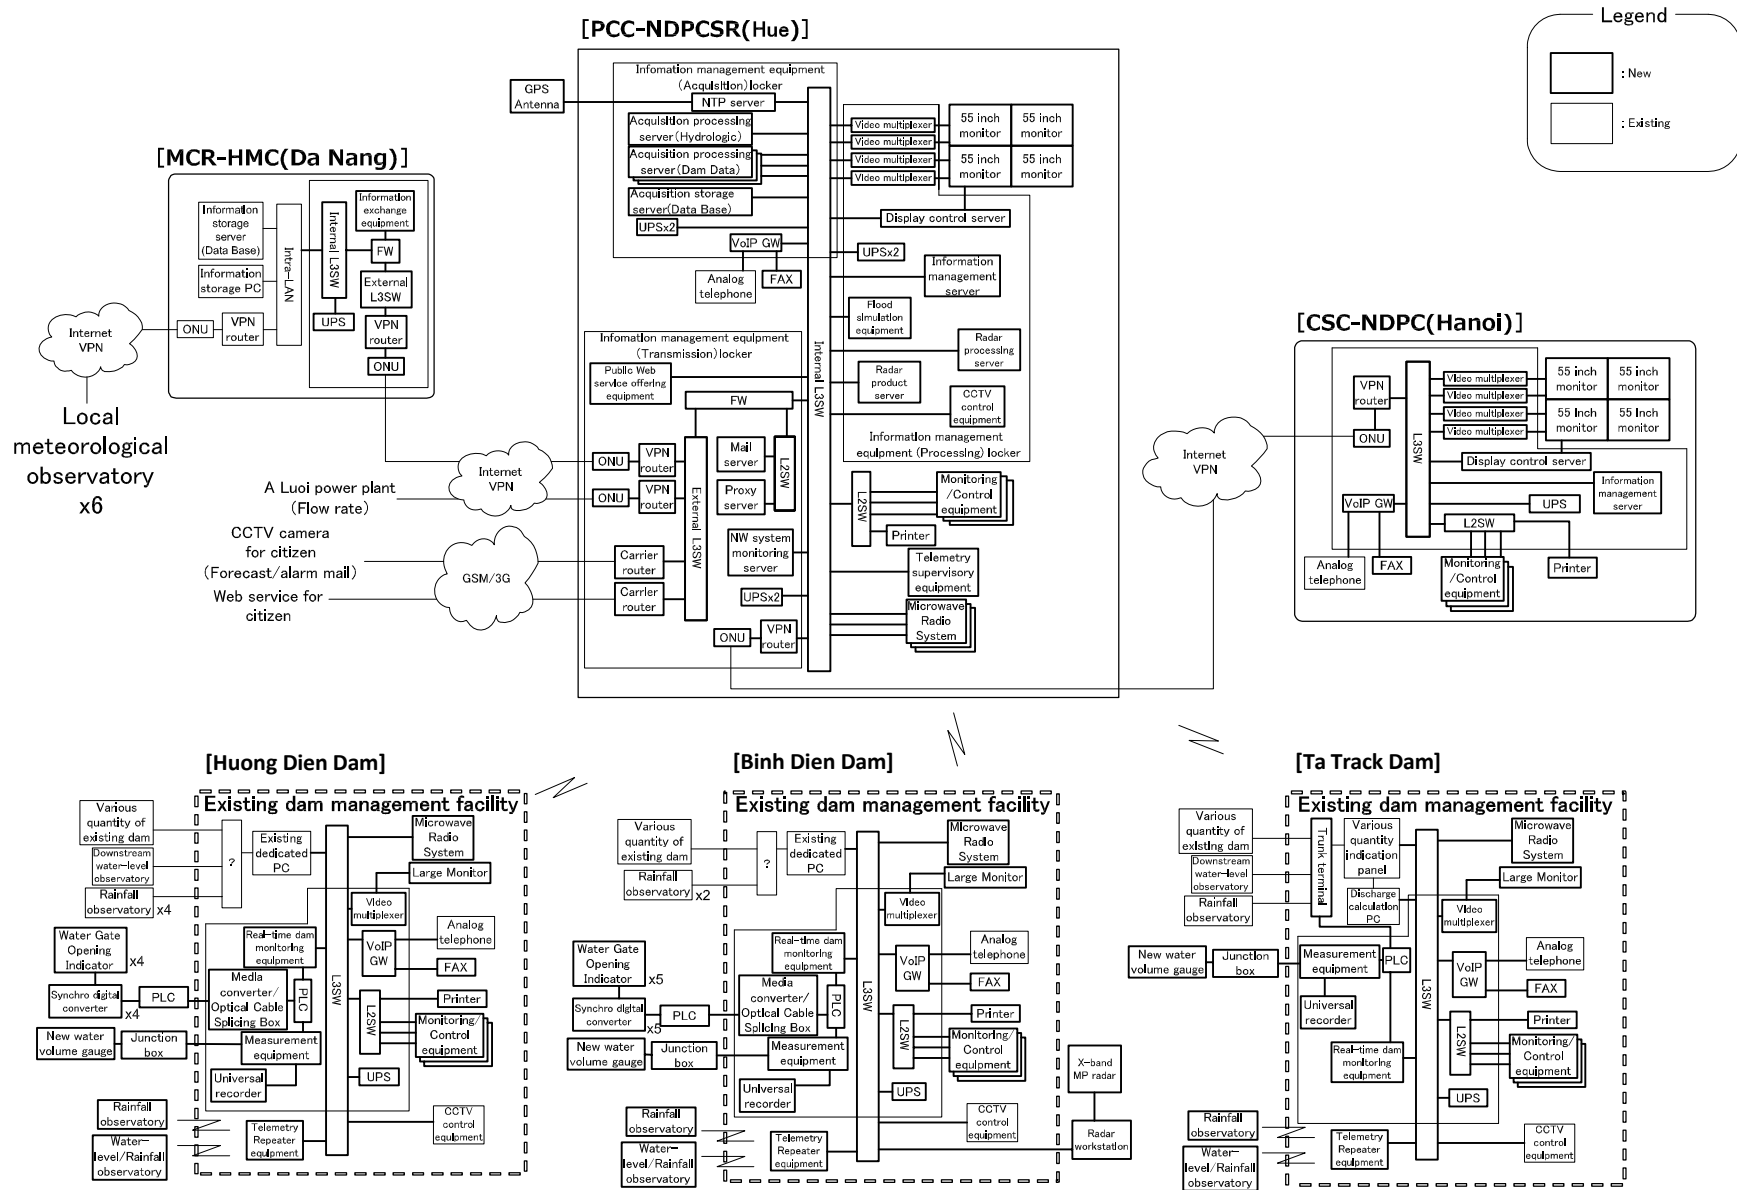 [PCC-NDPCSR(Hue)]
Legend
: New
: Existing
Infomation management equipment
(Acquisition)locker
GPS
Antenna
NTP server
Acquisition processing
server(Hydrologic)
Acquisition processing
server(Dam Data)
Acquisition storage
server(Data Base)
UPSx2
VoIP GW
Analog
telephone
FAX
Video multiplexer
Video multiplexer
Video multiplexer
Video multiplexer
55 inch
monitor
55 inch
monitor
55 inch
monitor
55 inch
monitor
Display control server
UPSx2
Information
management
server
Flood
simulation
equipment
Radar
processing
server
Radar
product
server
CCTV
control
equipment
Information management
equipment (Processing) locker
Internal L3SW
Infomation management equipment
(Transmission)locker
Public Web
service offering
equipment
FW
ONU
VPN
router
ONU
VPN
router
Mail
server
Proxy
server
L2SW
External L3SW
NW system
monitoring
server
Carrier
router
Carrier
router
UPSx2
ONU
VPN
router
L2SW
Monitoring
/Control
equipment
Printer
Telemetry
supervisory
equipment
Microwave
Radio
System
[MCR-HMC(Da Nang)]
Information
storage
server
(Data Base)
Information
storage PC
Intra-LAN
Internal L3SW
Information
exchange
equipment
FW
External
L3SW
UPS
VPN
router
ONU
ONU
VPN
router
Internet
VPN
Local
meteorological
observatory
x6
Internet
VPN
A Luoi power plant
(Flow rate)
CCTV camera
for citizen
(Forecast/alarm mail)
Web service for
citizen
GSM/3G
Internet
VPN
[CSC-NDPC(Hanoi)]
VPN
router
ONU
L3SW
Video multiplexer
Video multiplexer
Video multiplexer
Video multiplexer
55 inch
monitor
55 inch
monitor
55 inch
monitor
55 inch
monitor
Display control server
Information
management
server
VoIP GW
UPS
L2SW
Analog
telephone
FAX
Monitoring
/Control
equipment
Printer
[Huong Dien Dam]
Existing dam management facility
Various
quantity of
existing dam
Downstream
water-level
observatory
Rainfall
observatory
x4
?
Existing
dedicated
PC
Microwave
Radio
System
Large Monitor
Video
multiplexer
Water Gate
Opening
Indicator
x4
Synchro digital
converter
x4
PLC
Real-time dam
monitoring
equipment
Media
converter/
Optical Cable
Splicing Box
PLC
L3SW
VoIP
GW
Analog
telephone
FAX
L2SW
Printer
Monitoring/
Control
equipment
New water
volume gauge
Junction
box
Measurement
equipment
Universal
recorder
UPS
Rainfall
observatory
Water-
level/Rainfall
observatory
Telemetry
Repeater
equipment
CCTV
control
equipment
[Binh Dien Dam]
Existing dam management facility
Various
quantity of
existing dam
Rainfall
observatory
x2
?
Existing
dedicated
PC
Microwave
Radio
System
Large Monitor
Video
multiplexer
Water Gate
Opening
Indicator
x5
Synchro digital
converter
x5
PLC
Real-time dam
monitoring
equipment
Media
converter/
Optical Cable
Splicing Box
PLC
L3SW
VoIP
GW
Analog
telephone
FAX
L2SW
Printer
Monitoring/
Control
equipment
New water
volume gauge
Junction
box
Measurement
equipment
Universal
recorder
UPS
Rainfall
observatory
Water-
level/Rainfall
observatory
Telemetry
Repeater
equipment
CCTV
control
equipment
X-band
MP radar
Radar
workstation
[Ta Track Dam]
Existing dam management facility
Various
quantity of
existing dam
Downstream
water-level
observatory
Rainfall
observatory
Trunk terminal
Various
quantity
indication
panel
Discharge
calculation
PC
Microwave
Radio
System
Large Monitor
Video
multiplexer
New water
volume gauge
Junction
box
Measurement
equipment
PLC
Universal
recorder
L3SW
VoIP
GW
Analog
telephone
FAX
L2SW
Printer
Monitoring/
Control
equipment
Real-time dam
monitoring
equipment
UPS
Rainfall
observatory
Water-
level/Rainfall
observatory
Telemetry
Repeater
equipment
CCTV
control
equipment